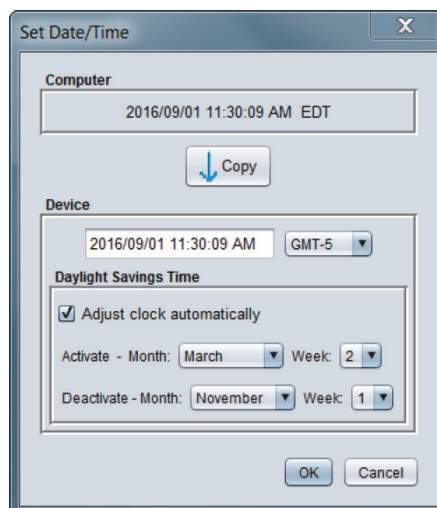 Set Date/Time
X
Computer
2016/09/01 11:30:09 AM EDT
Copy
Device
2016/09/01 11:30:09 AM GMT-5
Daylight Savings Time
Adjust clock automatically
Activate - Month: March Week: 2
Deactivate - Month: November Week: 1
OK Cancel